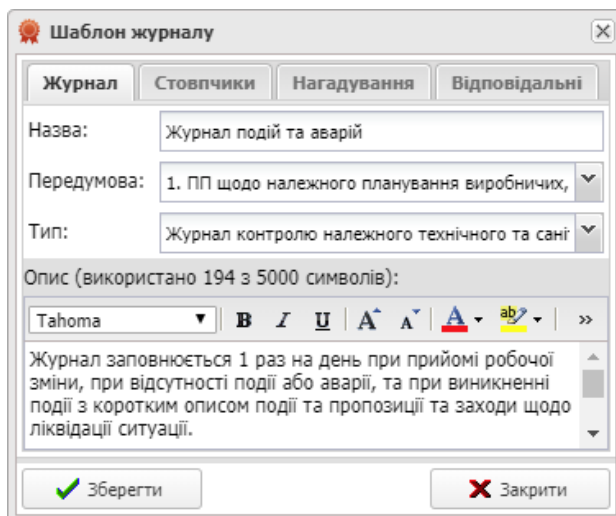 Шаблон журналу
Журнал Стовпчики Нагадування Відповідальні
Назва: Журнал подій та аварій
Передумова: 1. ПП щодо належного планування виробничих,
Тип: Журнал контролю належного технічного та сані
Опис (використано 194 з 5000 символів):
Tahoma B I U A A A ab »
Журнал заповнюється 1 раз на день при прийомі робочої
зміни, при відсутності події або аварії, та при виникненні
події з коротким описом події та пропозиції та заходи щодо
ліквідації ситуації.
Зберегти Закрити